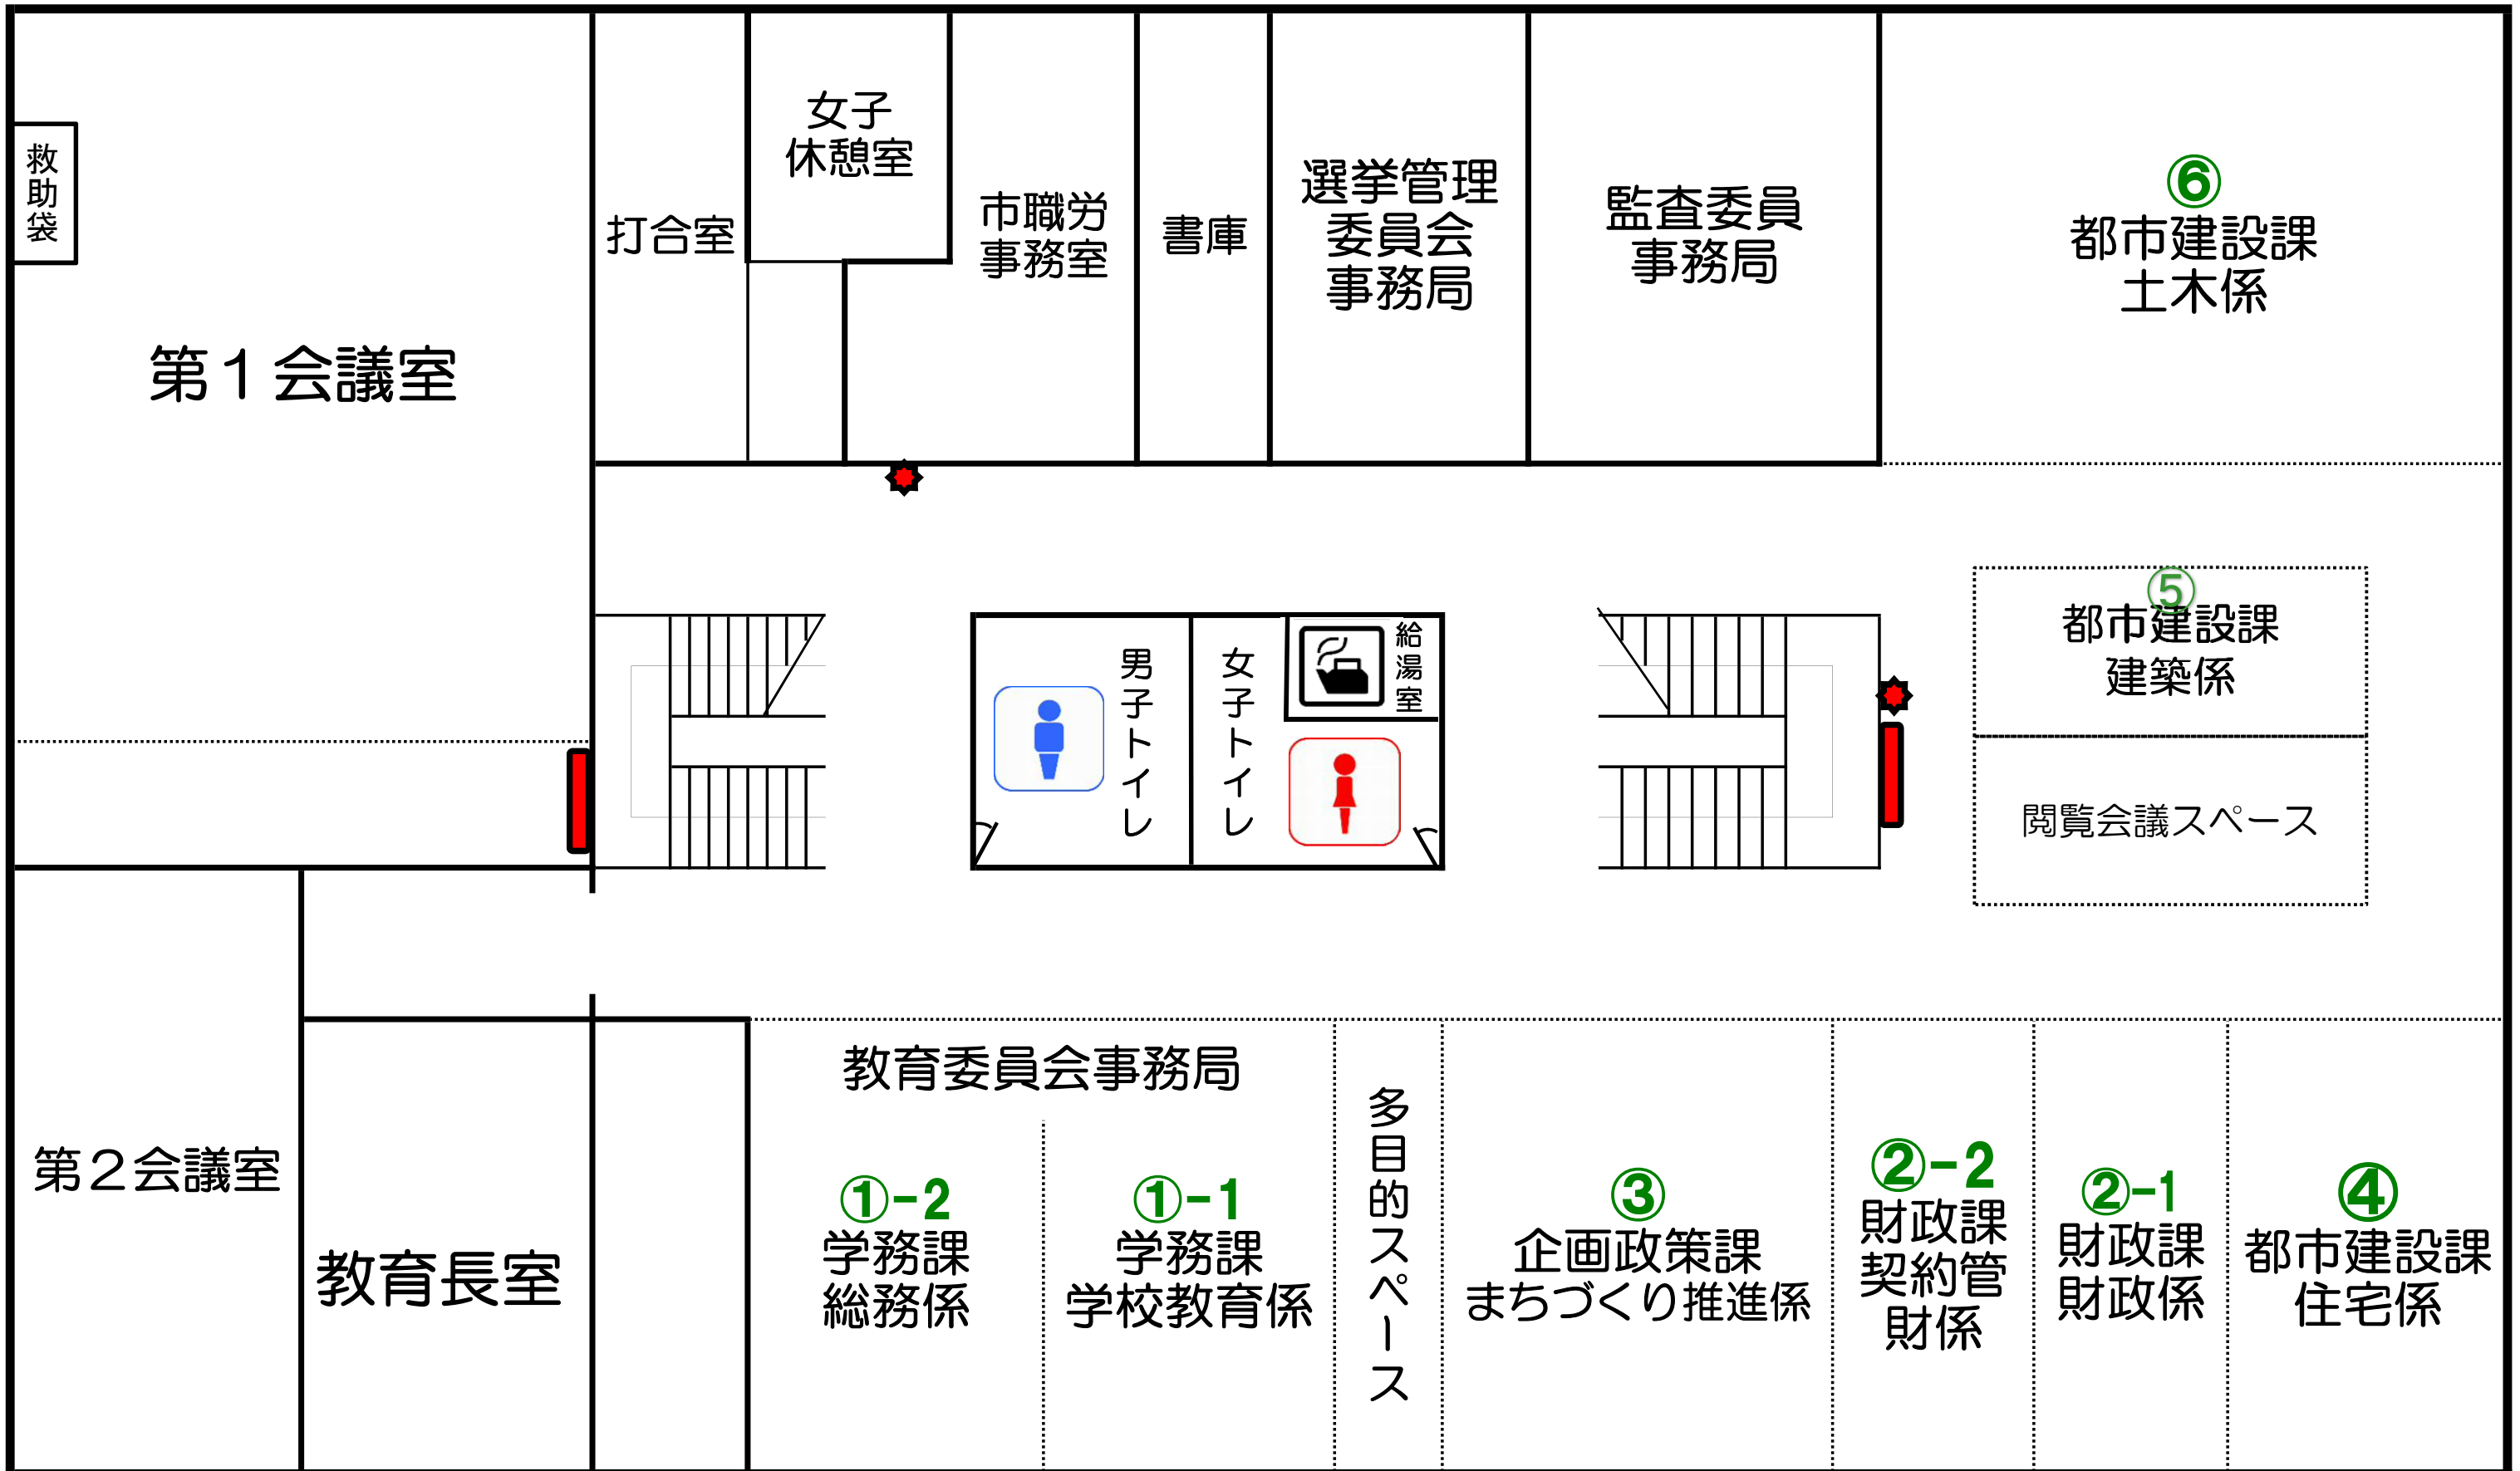 救助袋
第１会議室
打合室
女子
休憩室
市職労
事務室
書庫
選挙管理
委員会
事務局
監査委員
事務局
⑥
都市建設課
土木係
男子トイレ
女子トイレ
給湯室
⑤
都市建設課
建築係
閲覧会議スペース
第２会議室
教育長室
教育委員会事務局
①-2
学務課
総務係
①-1
学務課
学校教育係
多目的スペース
③
企画政策課
まちづくり推進係
②-2
財政課
契約管
財係
②-1
財政課
財政係
④
都市建設課
住宅係